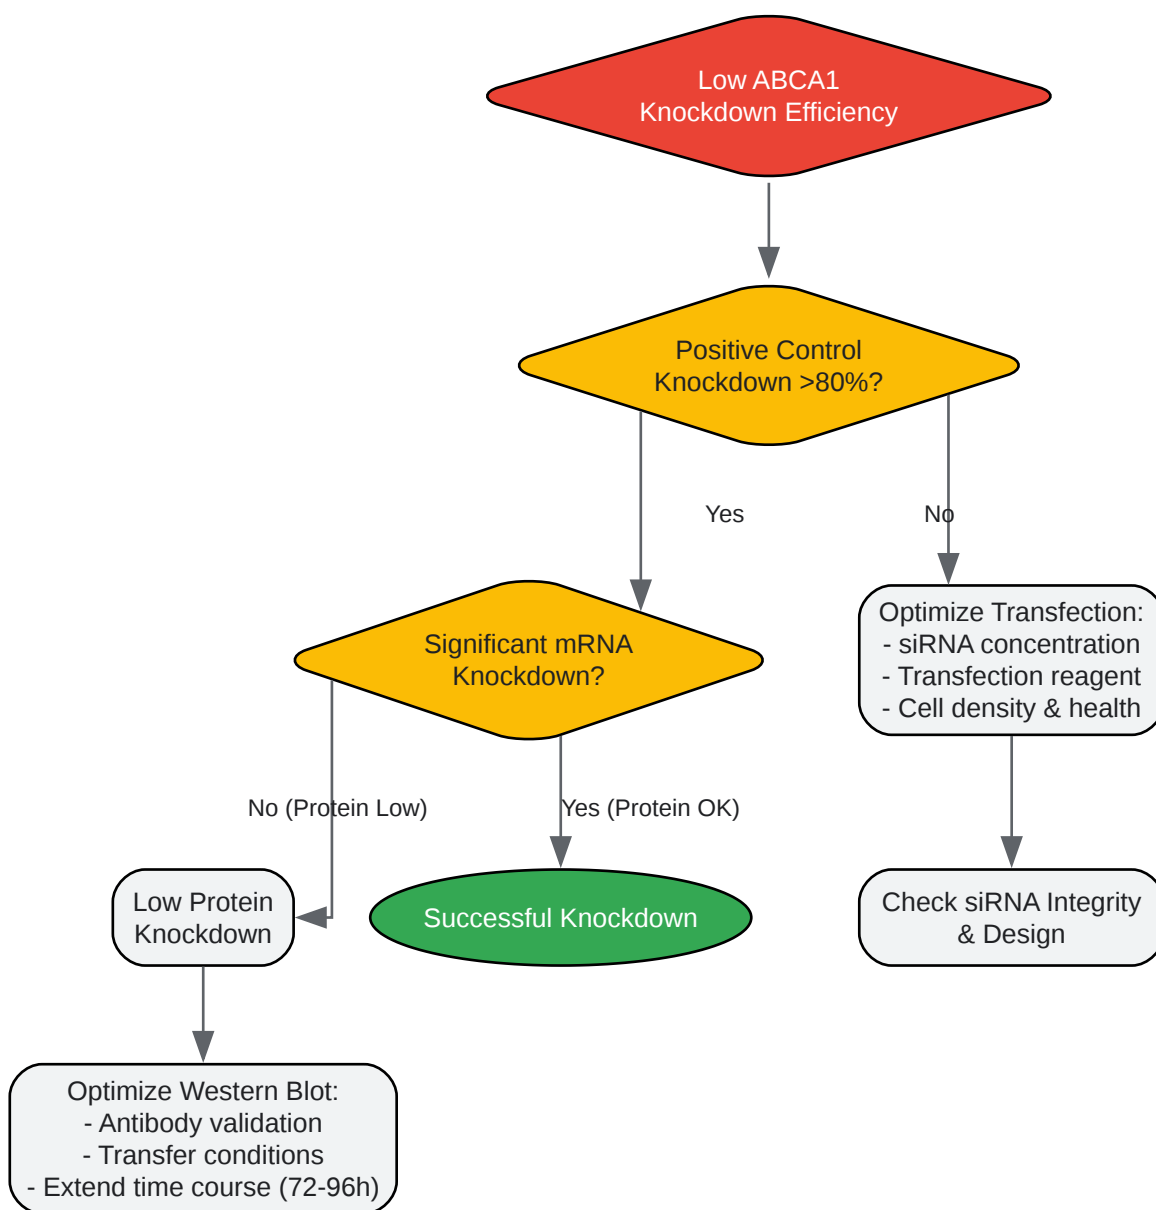 Low ABCA1
Knockdown Efficiency
Positive Control
Knockdown >80%?
Yes
No
Significant mRNA
Knockdown?
Optimize Transfection:
- siRNA concentration
- Transfection reagent
- Cell density & health
No (Protein Low)
Yes (Protein OK)
Low Protein
Knockdown
Successful Knockdown
Check siRNA Integrity
& Design
Optimize Western Blot:
- Antibody validation
- Transfer conditions
- Extend time course (72-96h)